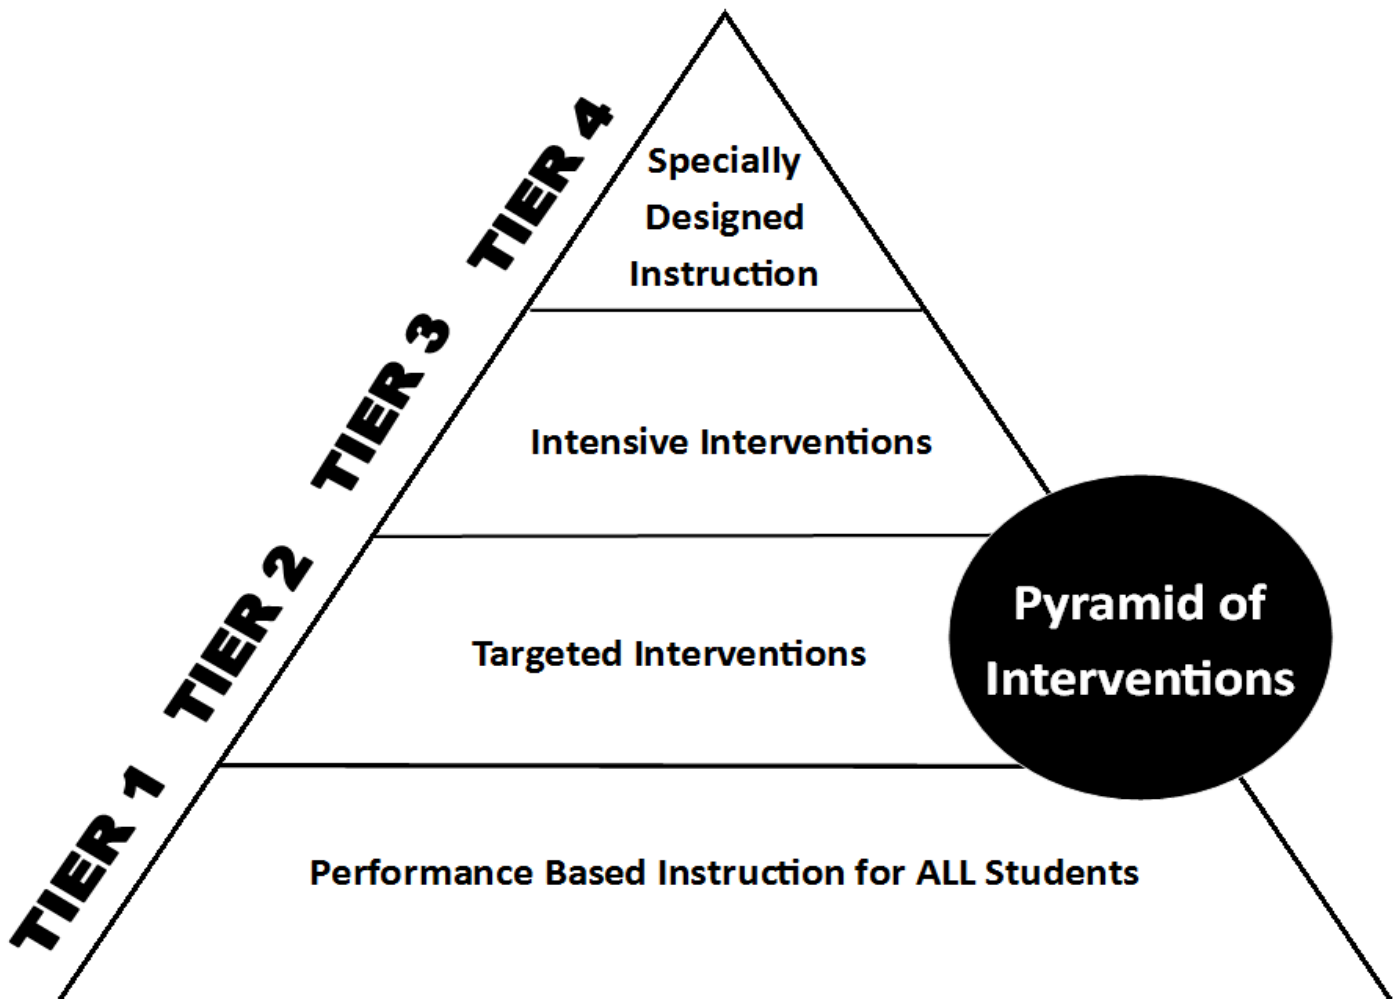 TIER 4
Specially
Designed
Instruction
TIER 3
Intensive Interventions
TIER 2
Targeted Interventions
Pyramid of
Interventions
TIER 1
Performance Based Instruction for ALL Students